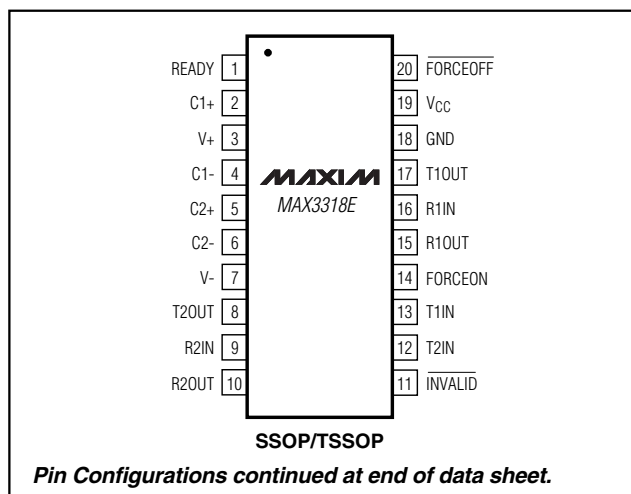 READY 1
C1+ 2
V+ 3
C1- 4
C2+ 5
C2- 6
V- 7
T2OUT 8
R2IN 9
R2OUT 10
MAXIM
MAX3318E
20 FORCEOFF
19 VCC
18 GND
17 T1OUT
16 R1IN
15 R1OUT
14 FORCEON
13 T1IN
12 T2IN
11 INVALID
SSOP/TSSOP
Pin Configurations continued at end of data sheet.